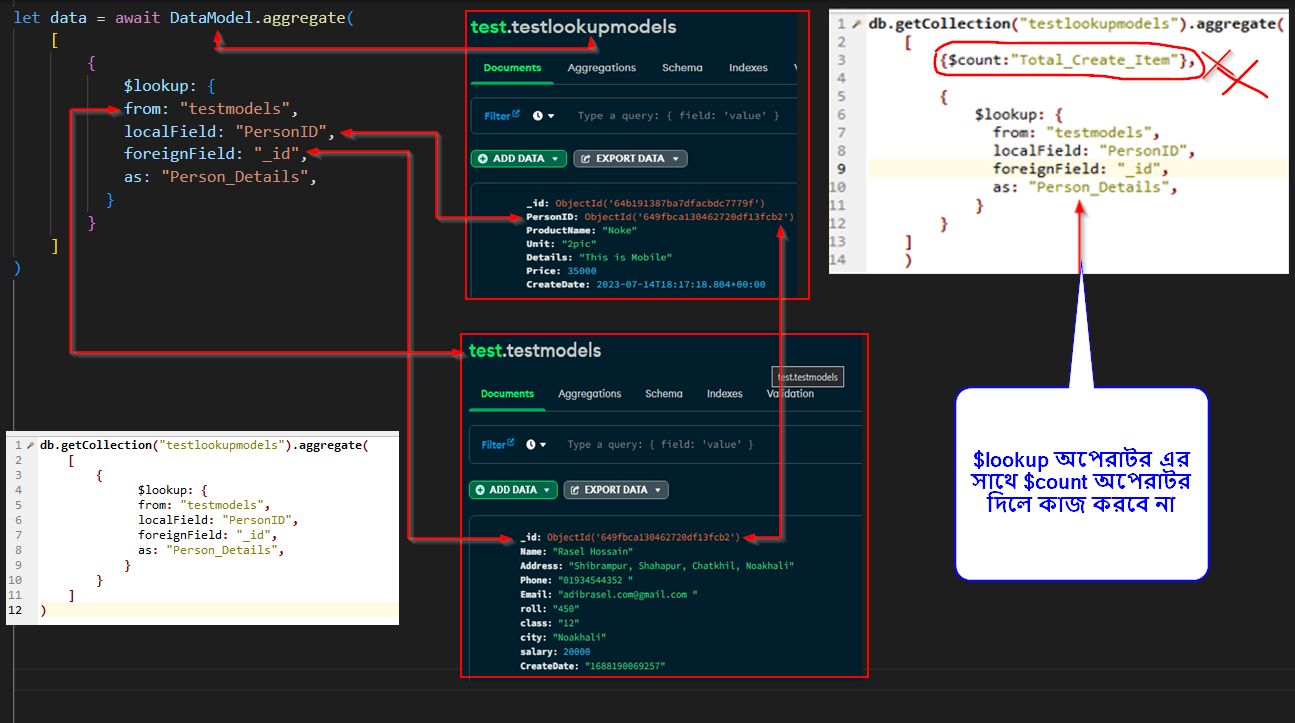 let data = await DataModel.aggregate(
[
{
$lookup: {
from: "testmodels",
localField: "PersonID",
foreignField: "_id",
as: "Person_Details",
}
}
]
)
test.testlookupmodels
Documents Aggregations Schema Indexes V
Filter Type a query: { field: 'value' }
ADD DATA EXPORT DATA
_id: ObjectId('64b191387ba7dfacbdc7779f')
PersonID: ObjectId('649fbca130462720df13fcb2')
ProductName: "Noke"
Unit: "2pic"
Details: "This is Mobile"
Price: 35000
CreateDate: 2023-07-14T18:17:18.804+00:00
1 db.getCollection("testlookupmodels").aggregate(
2 [
3 {$count:"Total_Create_Item"},
4
5 {
6 $lookup: {
7 from: "testmodels",
8 localField: "PersonID",
9 foreignField: "_id",
10 as: "Person_Details",
11 }
12 }
13 ]
14 )
test.testmodels
test.testmodels
Documents Aggregations Schema Indexes Validation
Filter Type a query: { field: 'value' }
ADD DATA EXPORT DATA
_id: ObjectId('649fbca130462720df13fcb2')
Name: "Rasel Hossain"
Address: "Shibrampur, Shahapur, Chatkhil, Noakhali"
Phone: "01934544352 "
Email: "adibrasel.com@gmail.com "
roll: "450"
class: "12"
city: "Noakhali"
salary: 20000
CreateDate: "1688190069257"
1 db.getCollection("testlookupmodels").aggregate(
2 [
3 {
4 $lookup: {
5 from: "testmodels",
6 localField: "PersonID",
7 foreignField: "_id",
8 as: "Person_Details",
9 }
10 }
11 ]
12 )
$lookup অপেরাটর এর
সাথে $count অপেরাটর
দিলে কাজ করবে না